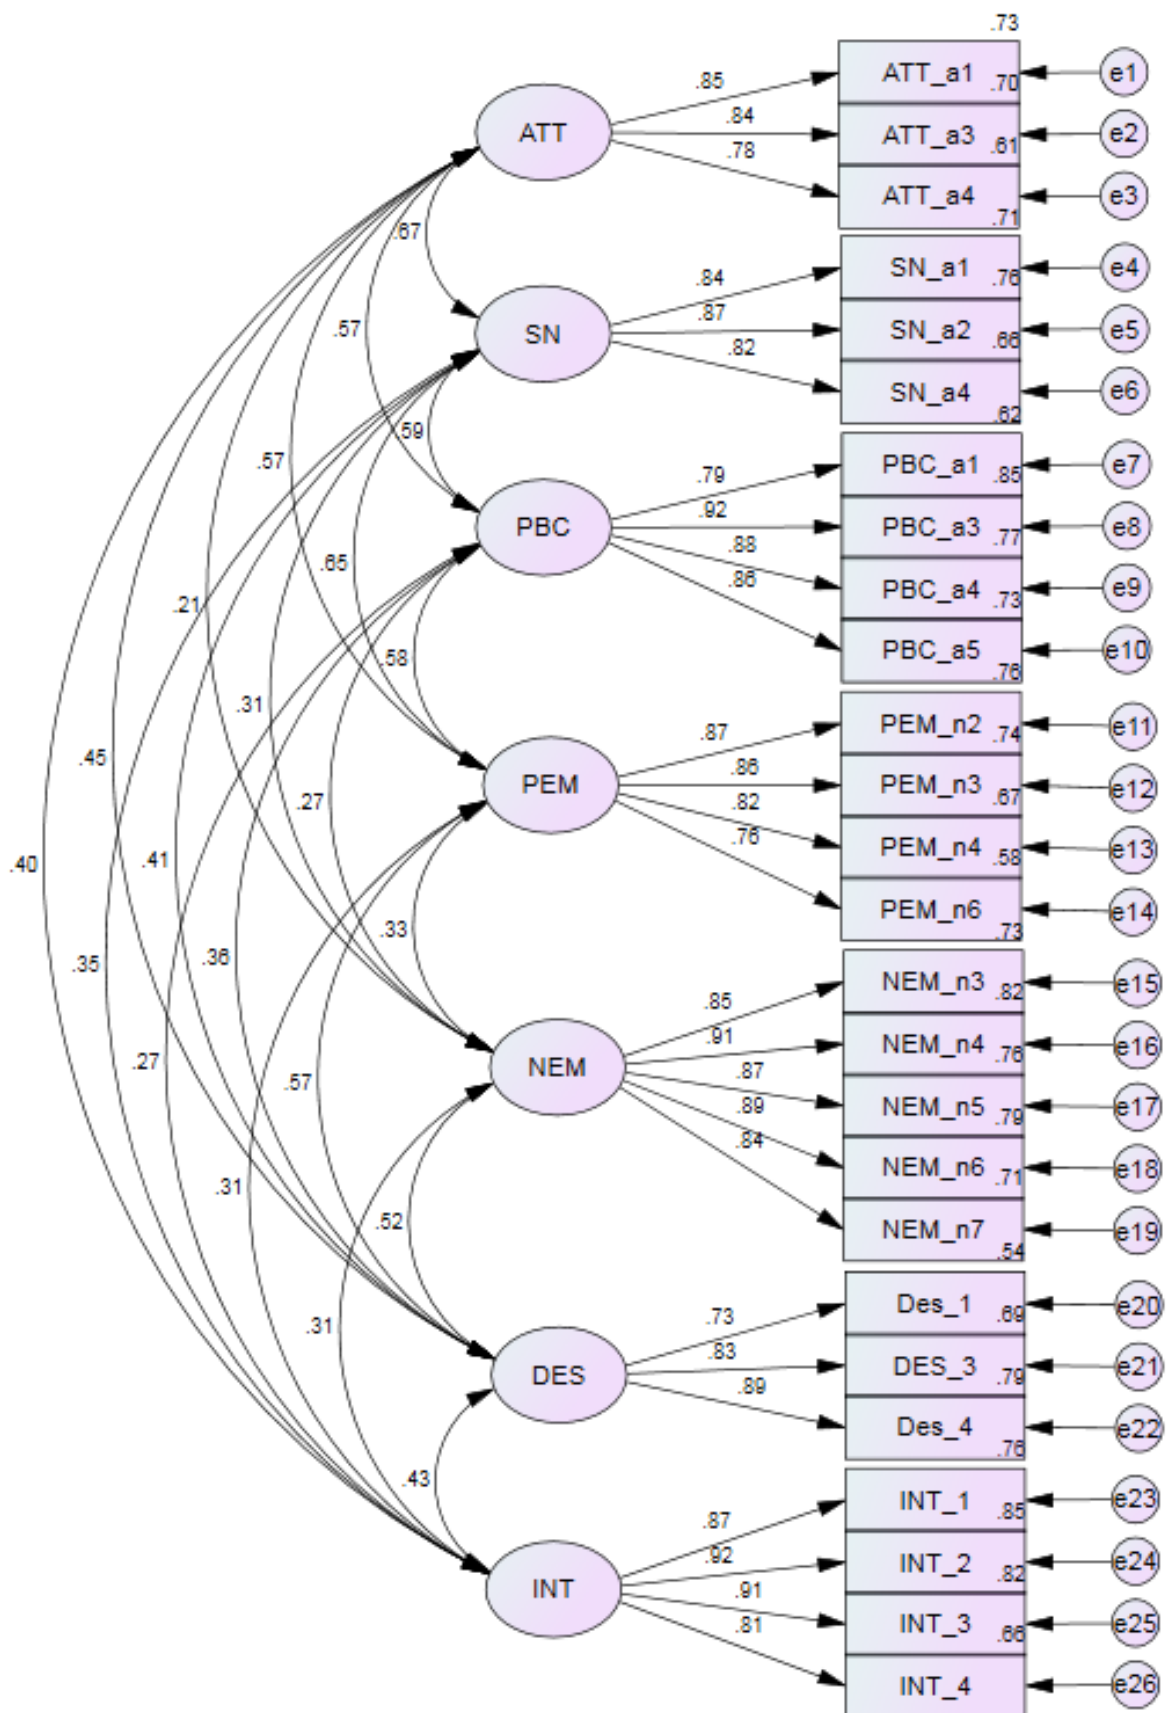 .73
ATT_a1
e1
.85
.70
ATT
.84
ATT_a3
e2
.61
.78
ATT_a4
e3
.71
.67
SN_a1
e4
.84
.76
.57
SN
.87
SN_a2
e5
.66
.82
SN_a4
e6
.62
.59
.57
PBC_a1
e7
.79
.85
PBC
.92
PBC_a3
e8
.77
.65
.88
PBC_a4
e9
.73
.21
.86
.58
PBC_a5
e10
.76
.31
PEM_n2
e11
.87
.74
.45
.27
PEM
.86
PEM_n3
e12
.67
.82
.40
.41
.76
PEM_n4
e13
.58
PEM_n6
e14
.73
.35
.36
.33
NEM_n3
e15
.85
.82
.91
NEM_n4
e16
.76
.27
.57
NEM
.87
.89
NEM_n5
e17
.79
.84
NEM_n6
e18
.71
.31
.52
NEM_n7
e19
.54
.31
Des_1
e20
.73
.69
DES
.83
DES_3
e21
.79
.89
Des_4
e22
.76
.43
INT_1
e23
.87
.85
.92
INT_2
e24
.82
INT
.91
.81
INT_3
e25
.66
INT_4
e26